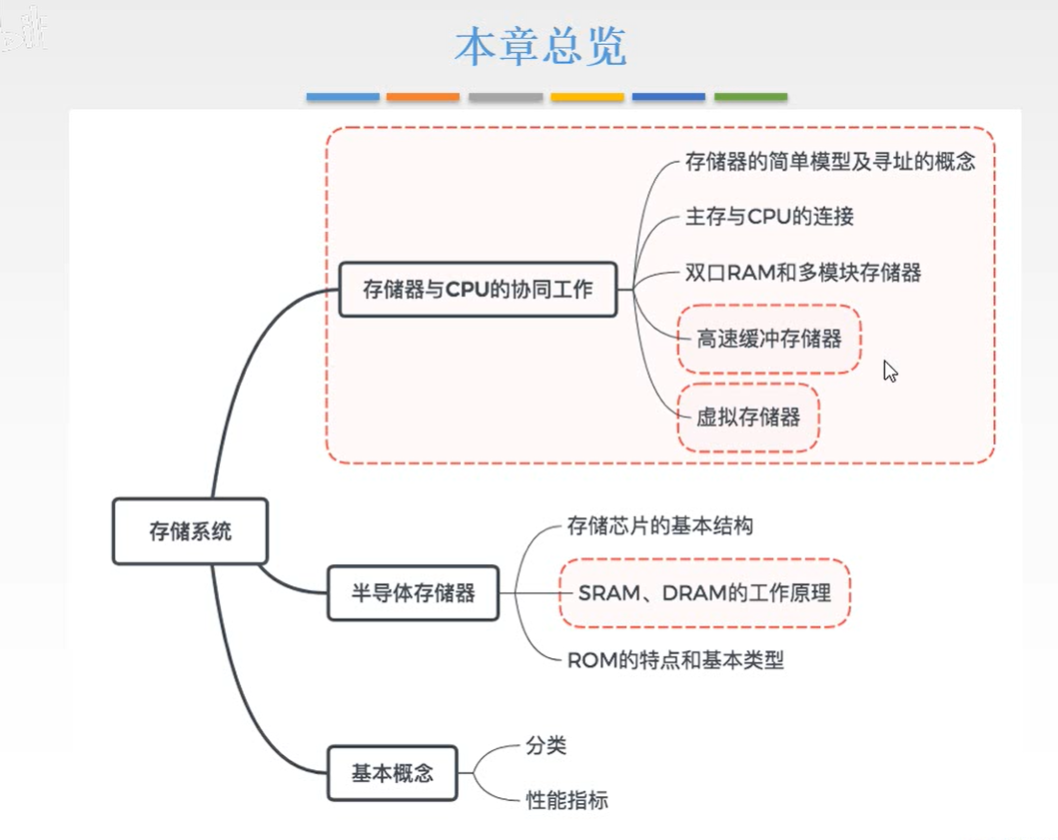 本章总览
存储器的简单模型及寻址的概念
主存与CPU的连接
双口RAM和多模块存储器
存储器与CPU的协同工作
高速缓冲存储器
虚拟存储器
存储系统
存储芯片的基本结构
半导体存储器
SRAM、DRAM的工作原理
ROM的特点和基本类型
分类
基本概念
性能指标